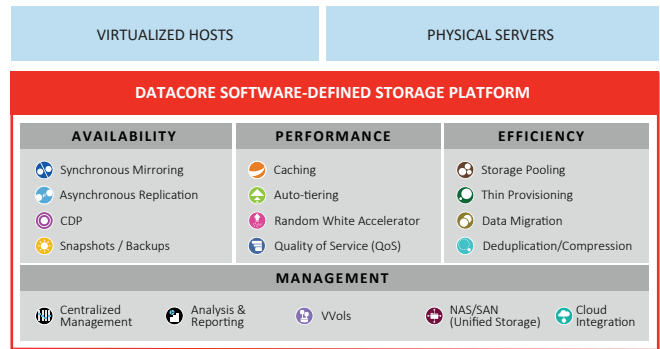 VIRTUALIZED HOSTS
PHYSICAL SERVERS
DATACORE SOFTWARE-DEFINED STORAGE PLATFORM
AVAILABILITY
Synchronous Mirroring
Asynchronous Replication
CDP
Snapshots / Backups
PERFORMANCE
Caching
Auto-tiering
Random White Accelerator
Quality of Service (QoS)
EFFICIENCY
Storage Pooling
Thin Provisioning
Data Migration
Deduplication/Compression
MANAGEMENT
Centralized
Management
Analysis &
Reporting
VVols
NAS/SAN
(Unified Storage)
Cloud
Integration